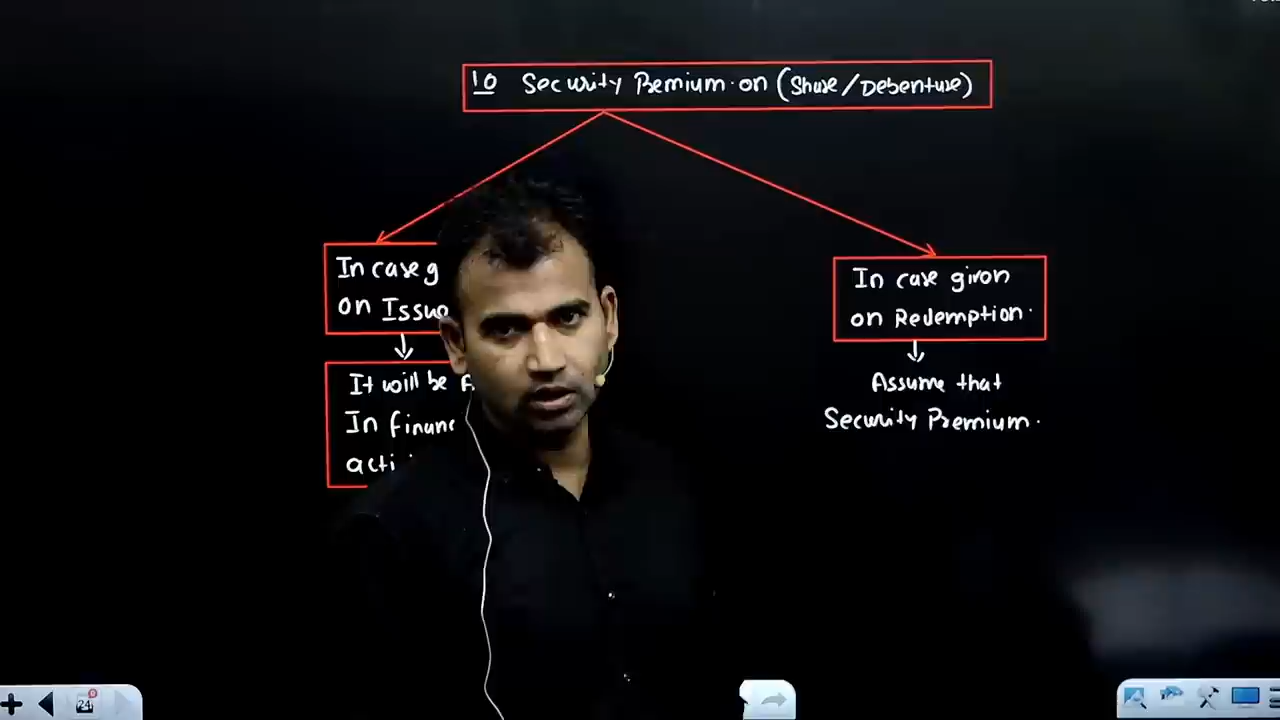 10 Security Premium on (Share/Debenture)
In case g
on Issue
It will be
In financ
acti
In case given
on Redemption.
Assume that
Security Premium.
24